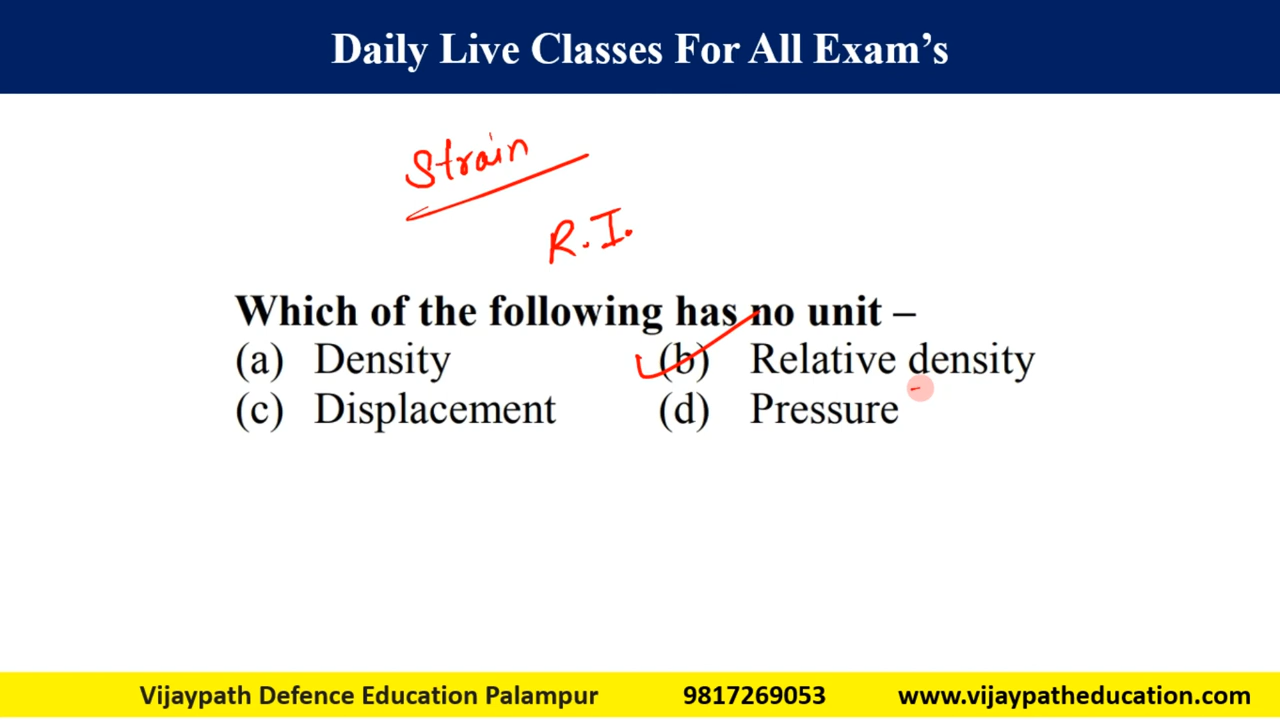 Daily Live Classes For All Exam's
Strain
R.I.
Which of the following has no unit –
(a) Density (b) Relative density
(c) Displacement (d) Pressure
Vijaypath Defence Education Palampur 9817269053 www.vijaypatheducation.com